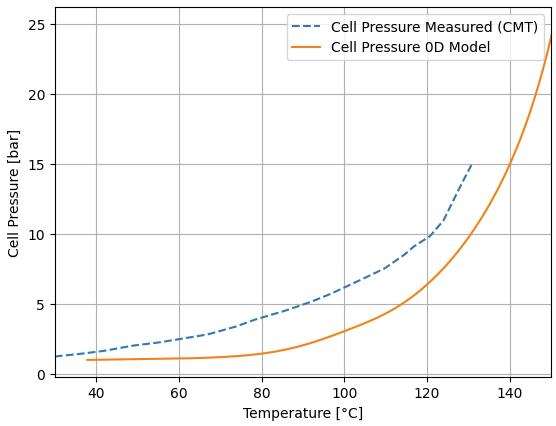 Cell Pressure Measured (CMT)
Cell Pressure 0D Model
25
20
15
10
5
0
Cell Pressure [bar]
40 60 80 100 120 140
Temperature [°C]